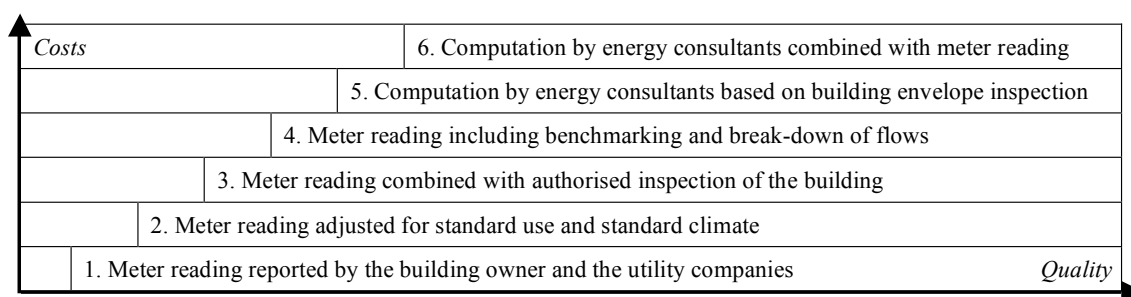 Costs
6. Computation by energy consultants combined with meter reading
5. Computation by energy consultants based on building envelope inspection
4. Meter reading including benchmarking and break-down of flows
3. Meter reading combined with authorised inspection of the building
2. Meter reading adjusted for standard use and standard climate
1. Meter reading reported by the building owner and the utility companies
Quality